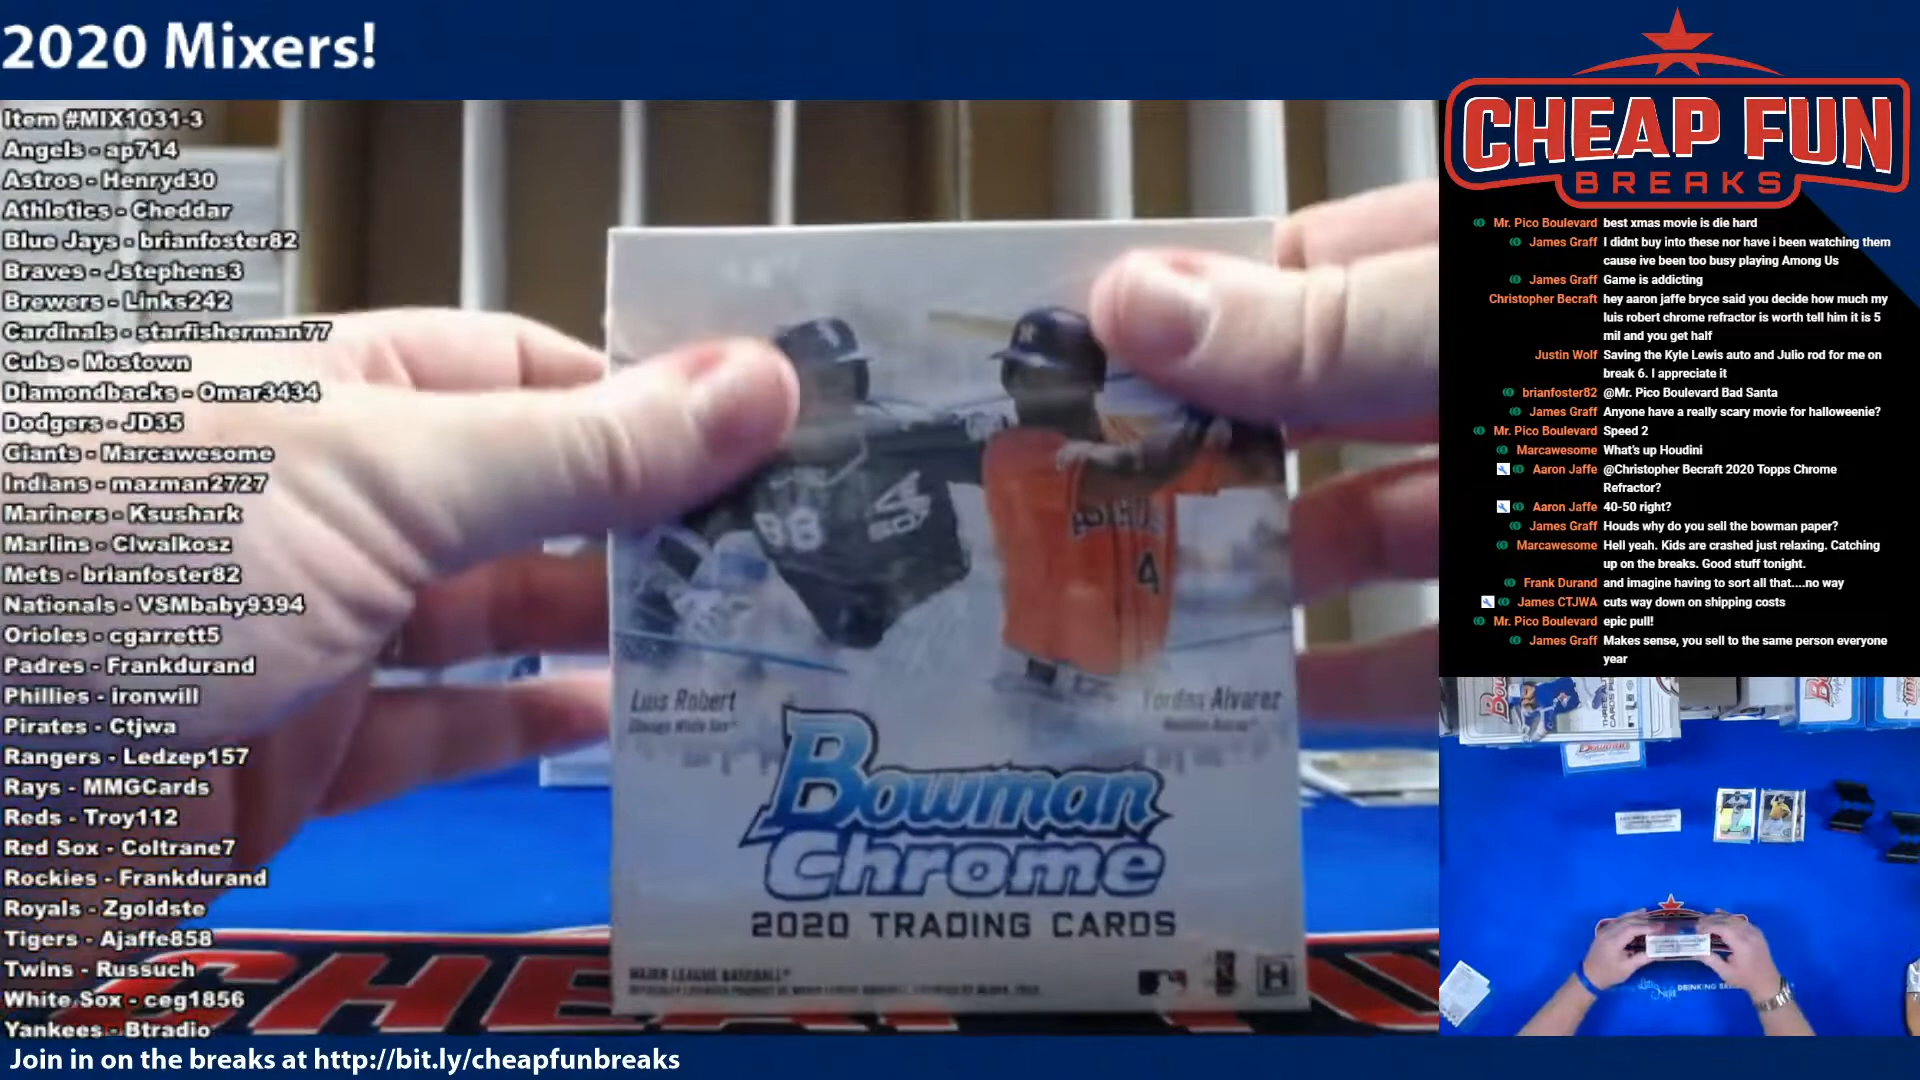 2020 Mixers!
Item #MIX1031-3
Angels - ap714
Astros - Henryd30
Athletics - Cheddar
Blue Jays - brianfoster82
Braves - Jstephens3
Brewers - Links242
Cardinals - starfisherman77
Cubs - Mostown
Diamondbacks - Omar3434
Dodgers - JD35
Giants - Marcawesome
Indians - mazman2727
Mariners - Ksushark
Marlins - Clwalkosz
Mets - brianfoster82
Nationals - VSMbaby9394
Orioles - cgarrett5
Padres - Frankdurand
Phillies - ironwill
Pirates - Ctjwa
Rangers - Ledzep157
Rays - MMGCards
Reds - Troy112
Red Sox - Coltrane7
Rockies - Frankdurand
Royals - Zgoldste
Tigers - Ajaffe858
Twins - Russuch
White Sox - ceg1856
Yankees - Btradio
Join in on the breaks at http://bit.ly/cheapfunbreaks
88
4
Luis Robert
Yordan Alvarez
Bowman
Chrome
2020 TRADING CARDS
MAJOR LEAGUE BASEBALL
H
CHEAP FUN
BREAKS
Mr. Pico Boulevard best xmas movie is die hard
James Graff I didnt buy into these nor have i been watching them
cause ive been too busy playing Among Us
James Graff Game is addicting
Christopher Becraft hey aaron jaffe bryce said you decide how much my
luis robert chrome refractor is worth tell him it is 5
mil and you get half
Justin Wolf Saving the Kyle Lewis auto and Julio rod for me on
break 6. I appreciate it
brianfoster82 @Mr. Pico Boulevard Bad Santa
James Graff Anyone have a really scary movie for halloweenie?
Mr. Pico Boulevard Speed 2
Marcawesome What's up Houdini
Aaron Jaffe @Christopher Becraft 2020 Topps Chrome
Refractor?
Aaron Jaffe 40-50 right?
James Graff Houds why do you sell the bowman paper?
Marcawesome Hell yeah. Kids are crashed just relaxing. Catching
up on the breaks. Good stuff tonight.
Frank Durand and imagine having to sort all that....no way
James CTJWA cuts way down on shipping costs
Mr. Pico Boulevard epic pull!
James Graff Makes sense, you sell to the same person everyone
year